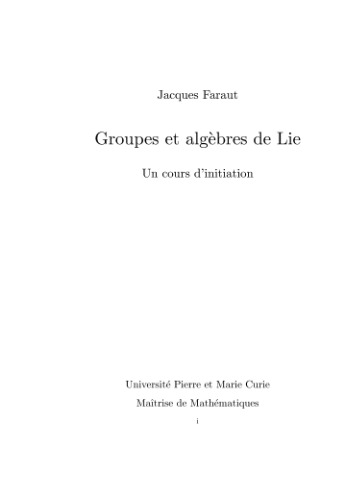 Jacques Faraut
Groupes et algèbres de Lie
Un cours d'initiation
Université Pierre et Marie Curie
Maîtrise de Mathématiques
i